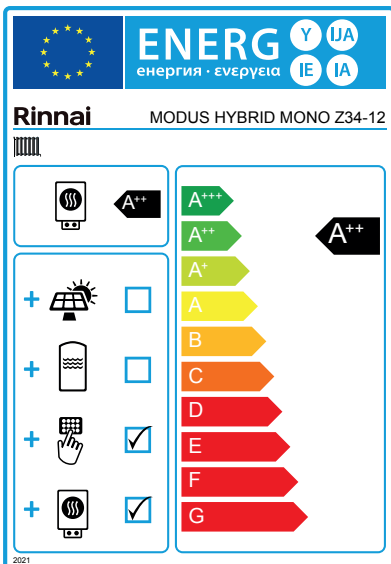 ENERG Y IJA
енергия · ενεργεια IE IA
Rinnai MODUS HYBRID MONO Z34-12
A++
A+++
A++ A++
A+
A
B
C
D
E
F
G
+
+
+
+
2021